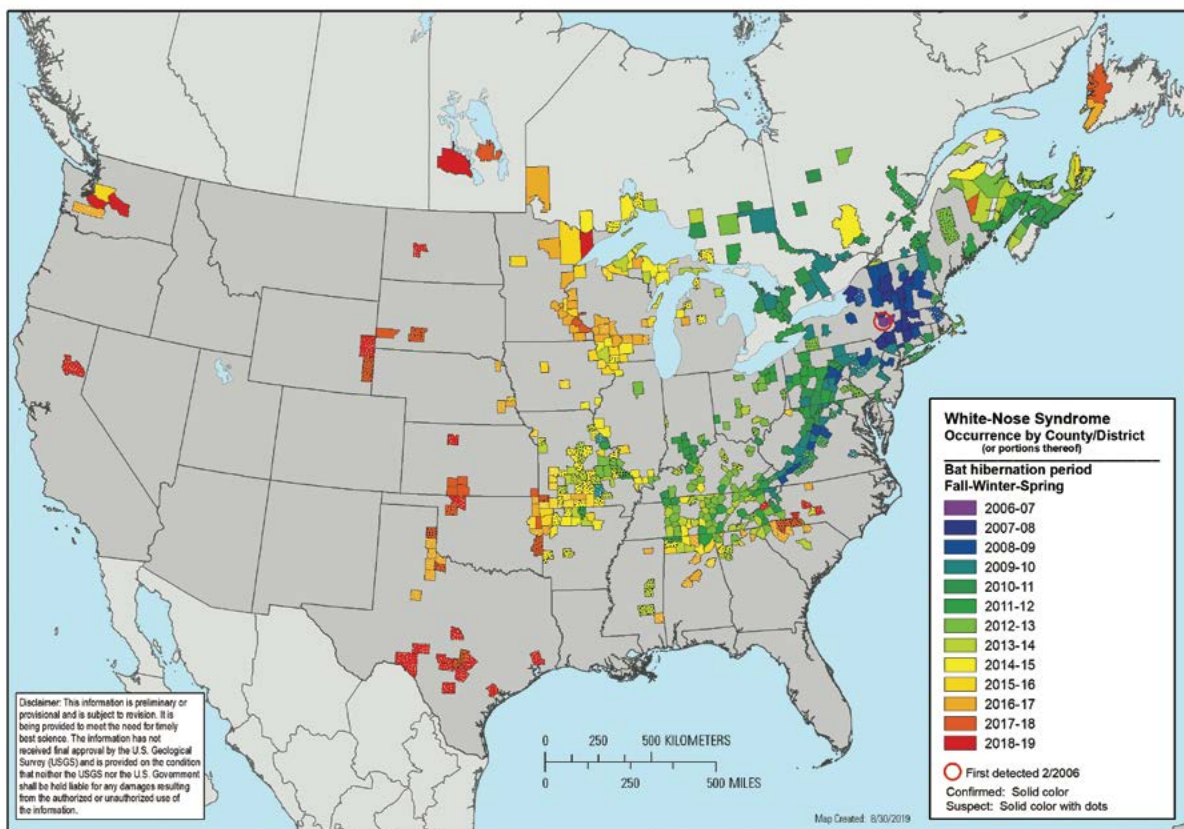 White-Nose Syndrome
Occurrence by County/District
(or portions thereof)
Bat hibernation period
Fall-Winter-Spring
2006-07
2007-08
2008-09
2009-10
2010-11
2011-12
2012-13
2013-14
2014-15
2015-16
2016-17
2017-18
2018-19
First detected 2/2006
Confirmed: Solid color
Suspect: Solid color with dots
Disclaimer: This information is preliminary or
provisional and is subject to revision. It is
being provided to meet the need for timely
best science. The information has not
received final approval by the U.S. Geological
Survey (USGS) and is provided on the condition
that neither the USGS nor the U.S. Government
shall be held liable for any damages resulting
from the authorized or unauthorized use of
the information.
0 250 500 KILOMETERS
0 250 500 MILES
Map Created: 8/30/2019